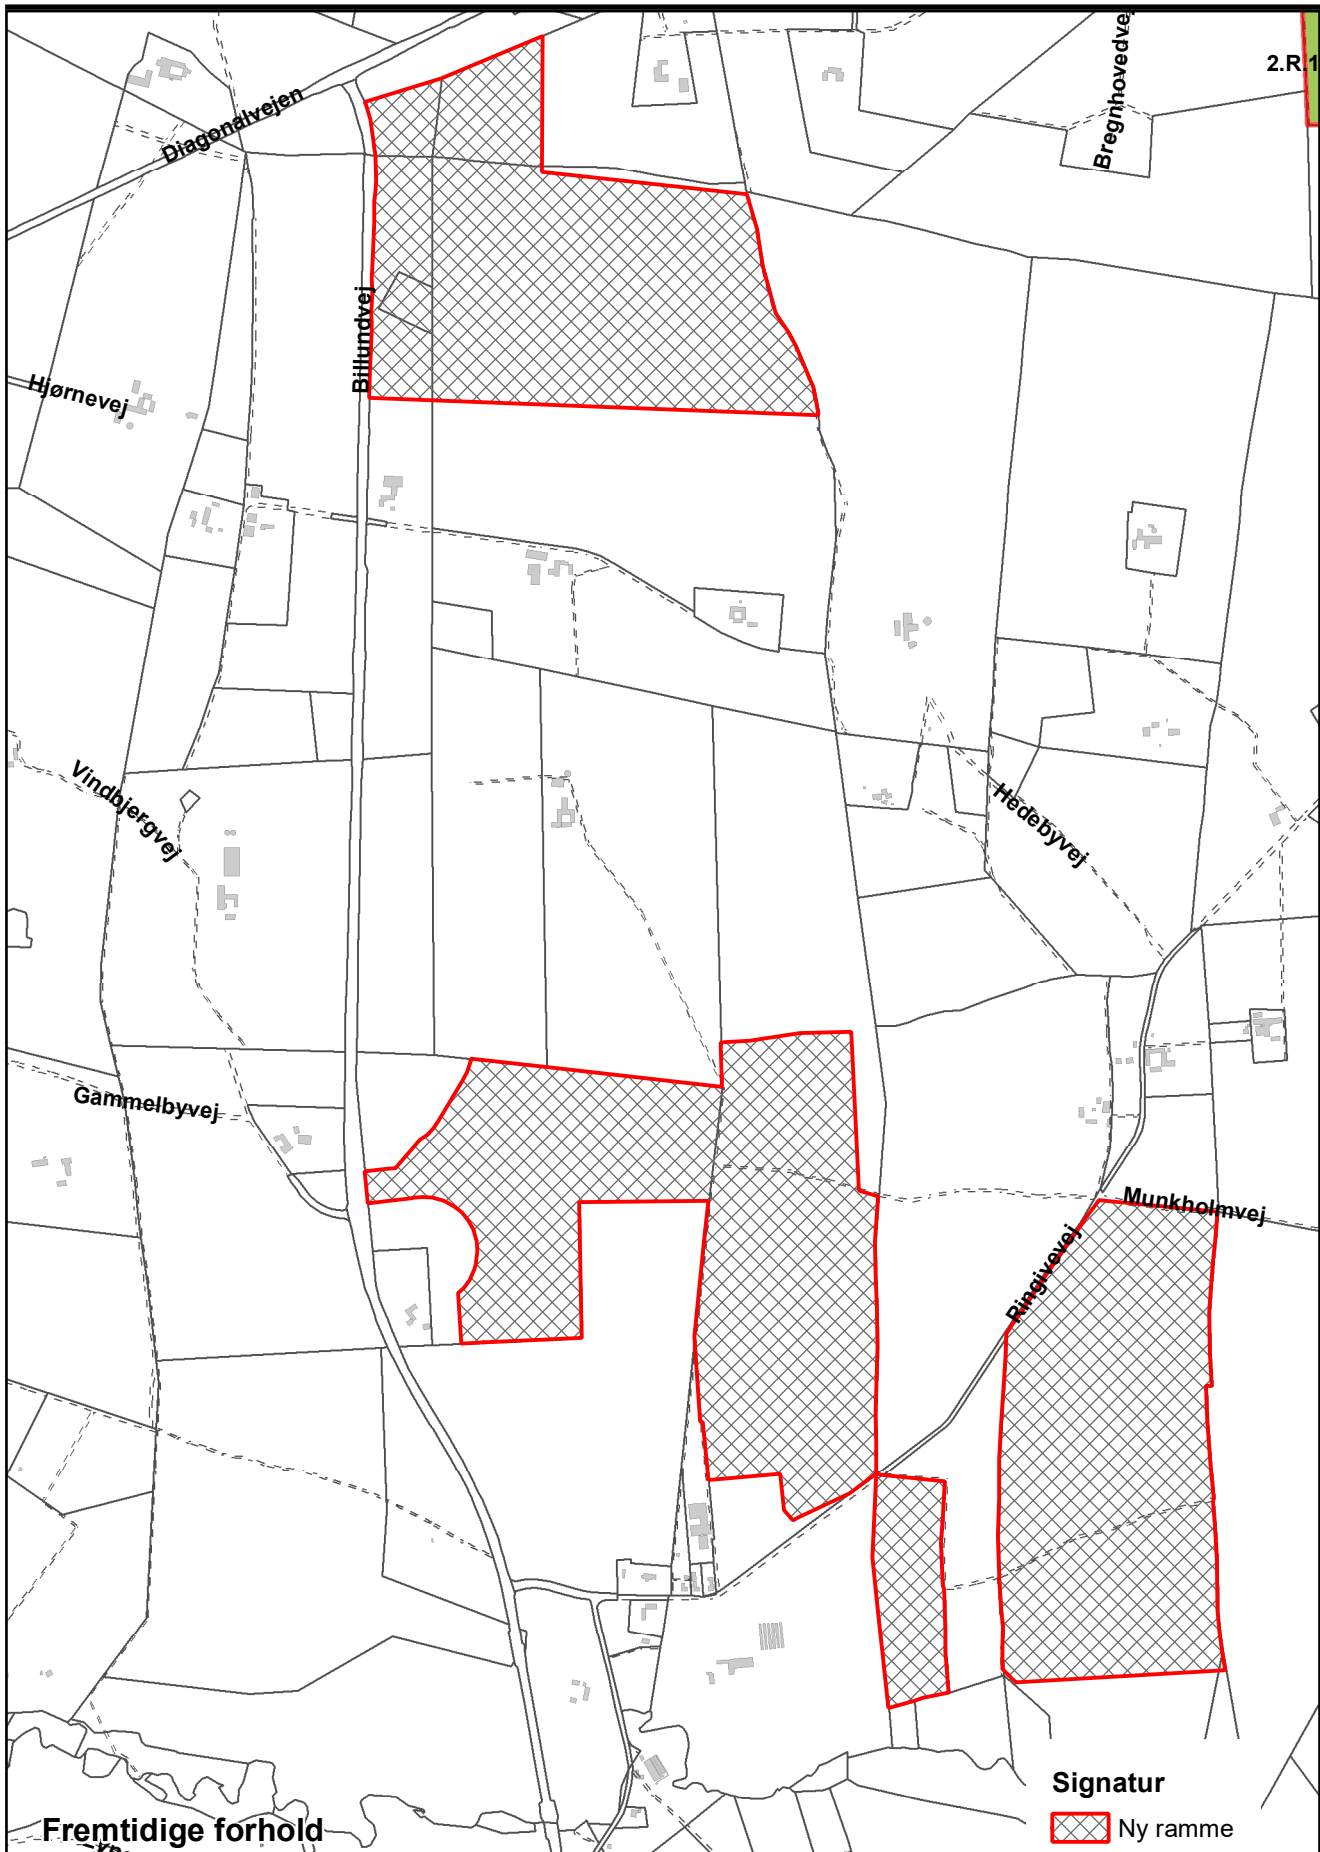 2.R.1
Bregnhovedvej
Diagonalvejen
Billundvej
Hjørnevej
Vindbjergvej
Hedebyvej
Gammelbyvej
Munkholmvej
Ringivevej
Signatur
Ny ramme
Fremtidige forhold